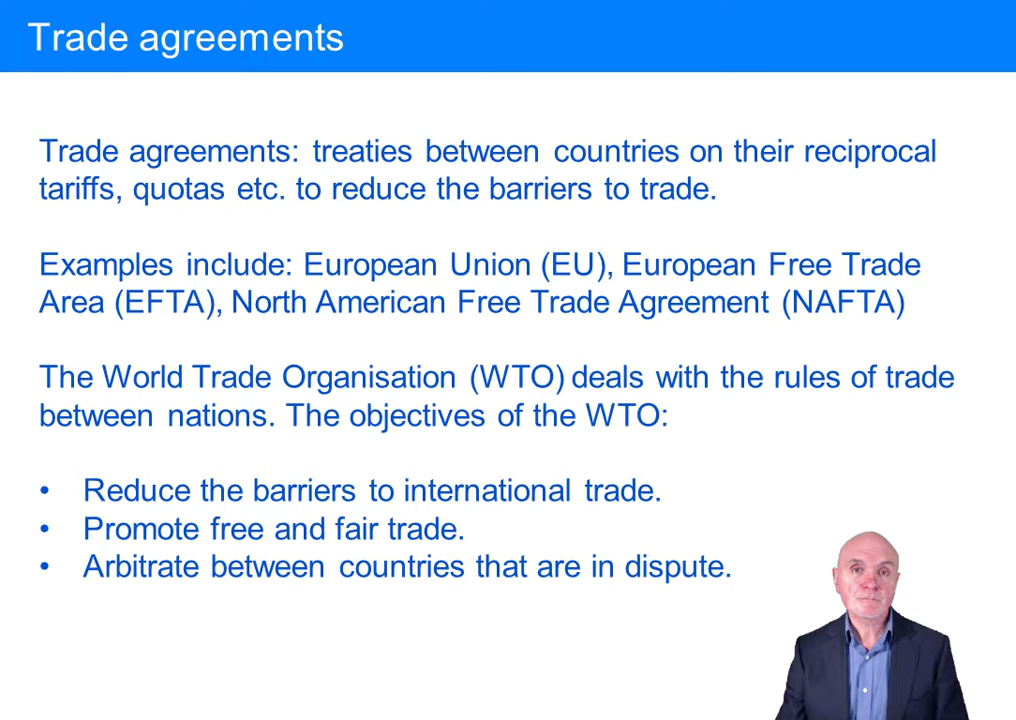 Trade agreements
Trade agreements: treaties between countries on their reciprocal
tariffs, quotas etc. to reduce the barriers to trade.
Examples include: European Union (EU), European Free Trade
Area (EFTA), North American Free Trade Agreement (NAFTA)
The World Trade Organisation (WTO) deals with the rules of trade
between nations. The objectives of the WTO:
• Reduce the barriers to international trade.
• Promote free and fair trade.
• Arbitrate between countries that are in dispute.